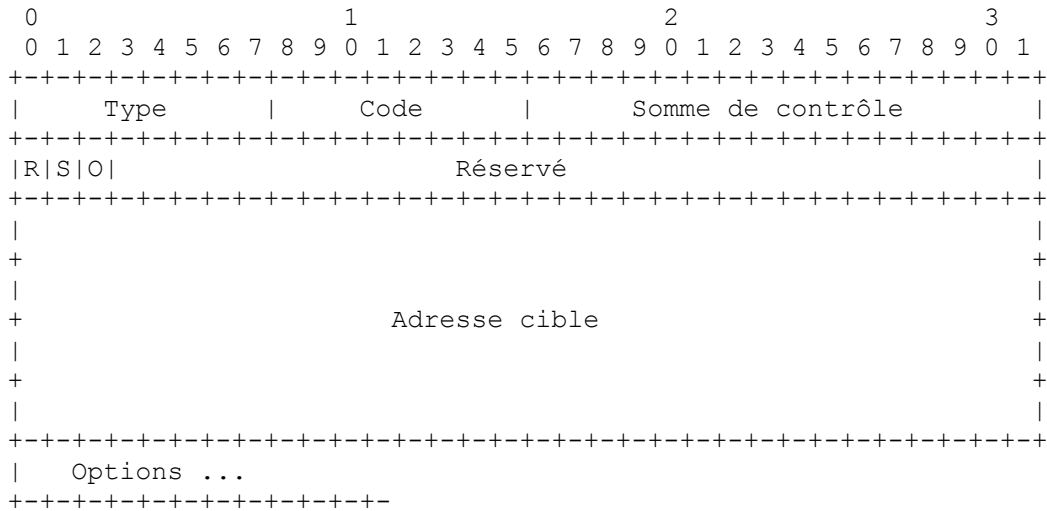 0                   1                   2                   3
 0 1 2 3 4 5 6 7 8 9 0 1 2 3 4 5 6 7 8 9 0 1 2 3 4 5 6 7 8 9 0 1
+-+-+-+-+-+-+-+-+-+-+-+-+-+-+-+-+-+-+-+-+-+-+-+-+-+-+-+-+-+-+-+-+
|     Type      |     Code      |      Somme de contrôle        |
+-+-+-+-+-+-+-+-+-+-+-+-+-+-+-+-+-+-+-+-+-+-+-+-+-+-+-+-+-+-+-+-+
|R|S|O|                     Réservé                             |
+-+-+-+-+-+-+-+-+-+-+-+-+-+-+-+-+-+-+-+-+-+-+-+-+-+-+-+-+-+-+-+-+
|                                                               |
+                                                               +
|                                                               |
+                       Adresse cible                           +
|                                                               |
+                                                               +
|                                                               |
+-+-+-+-+-+-+-+-+-+-+-+-+-+-+-+-+-+-+-+-+-+-+-+-+-+-+-+-+-+-+-+-+
|   Options ...
+-+-+-+-+-+-+-+-+-+-+-+-